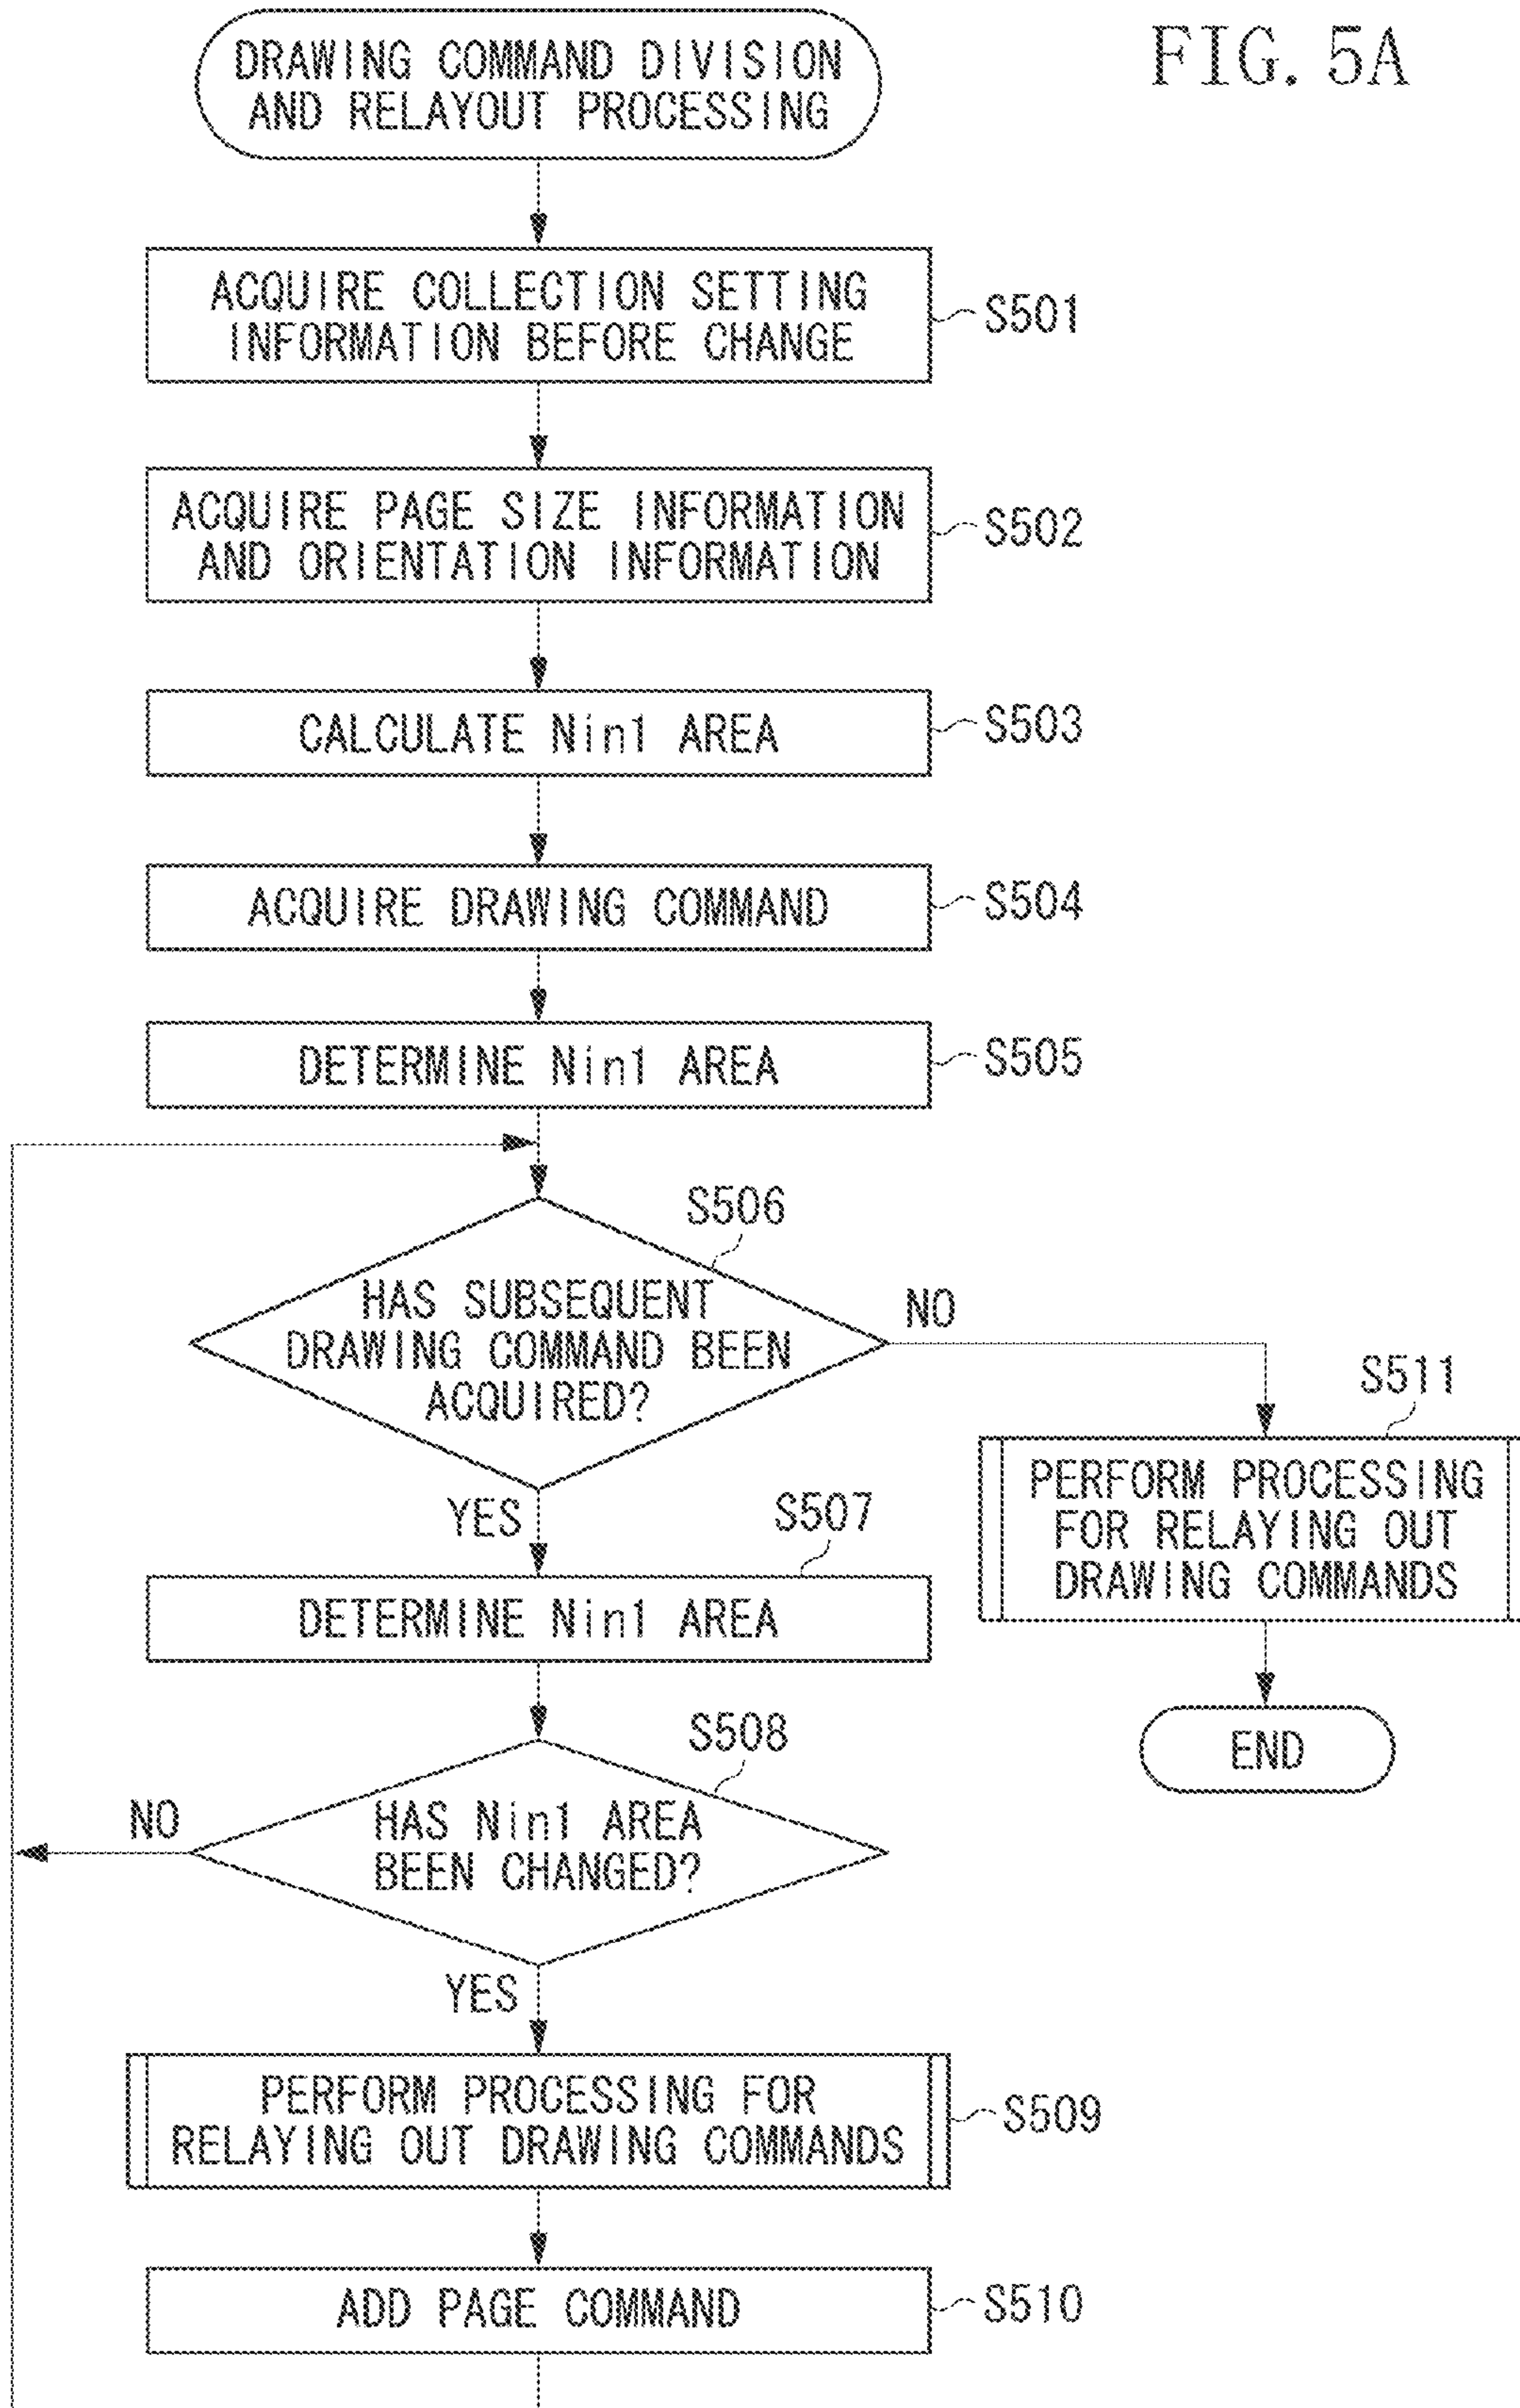 FIG. 5A
DRAWING COMMAND DIVISION
AND RELAYOUT PROCESSING
ACQUIRE COLLECTION SETTING
INFORMATION BEFORE CHANGE
S501
ACQUIRE PAGE SIZE INFORMATION
AND ORIENTATION INFORMATION
S502
CALCULATE Nin1 AREA
S503
ACQUIRE DRAWING COMMAND
S504
DETERMINE Nin1 AREA
S505
S506
HAS SUBSEQUENT
DRAWING COMMAND BEEN
ACQUIRED?
NO
YES
S511
PERFORM PROCESSING
FOR RELAYING OUT
DRAWING COMMANDS
END
S507
DETERMINE Nin1 AREA
S508
HAS Nin1 AREA
BEEN CHANGED?
NO
YES
PERFORM PROCESSING FOR
RELAYING OUT DRAWING COMMANDS
S509
ADD PAGE COMMAND
S510